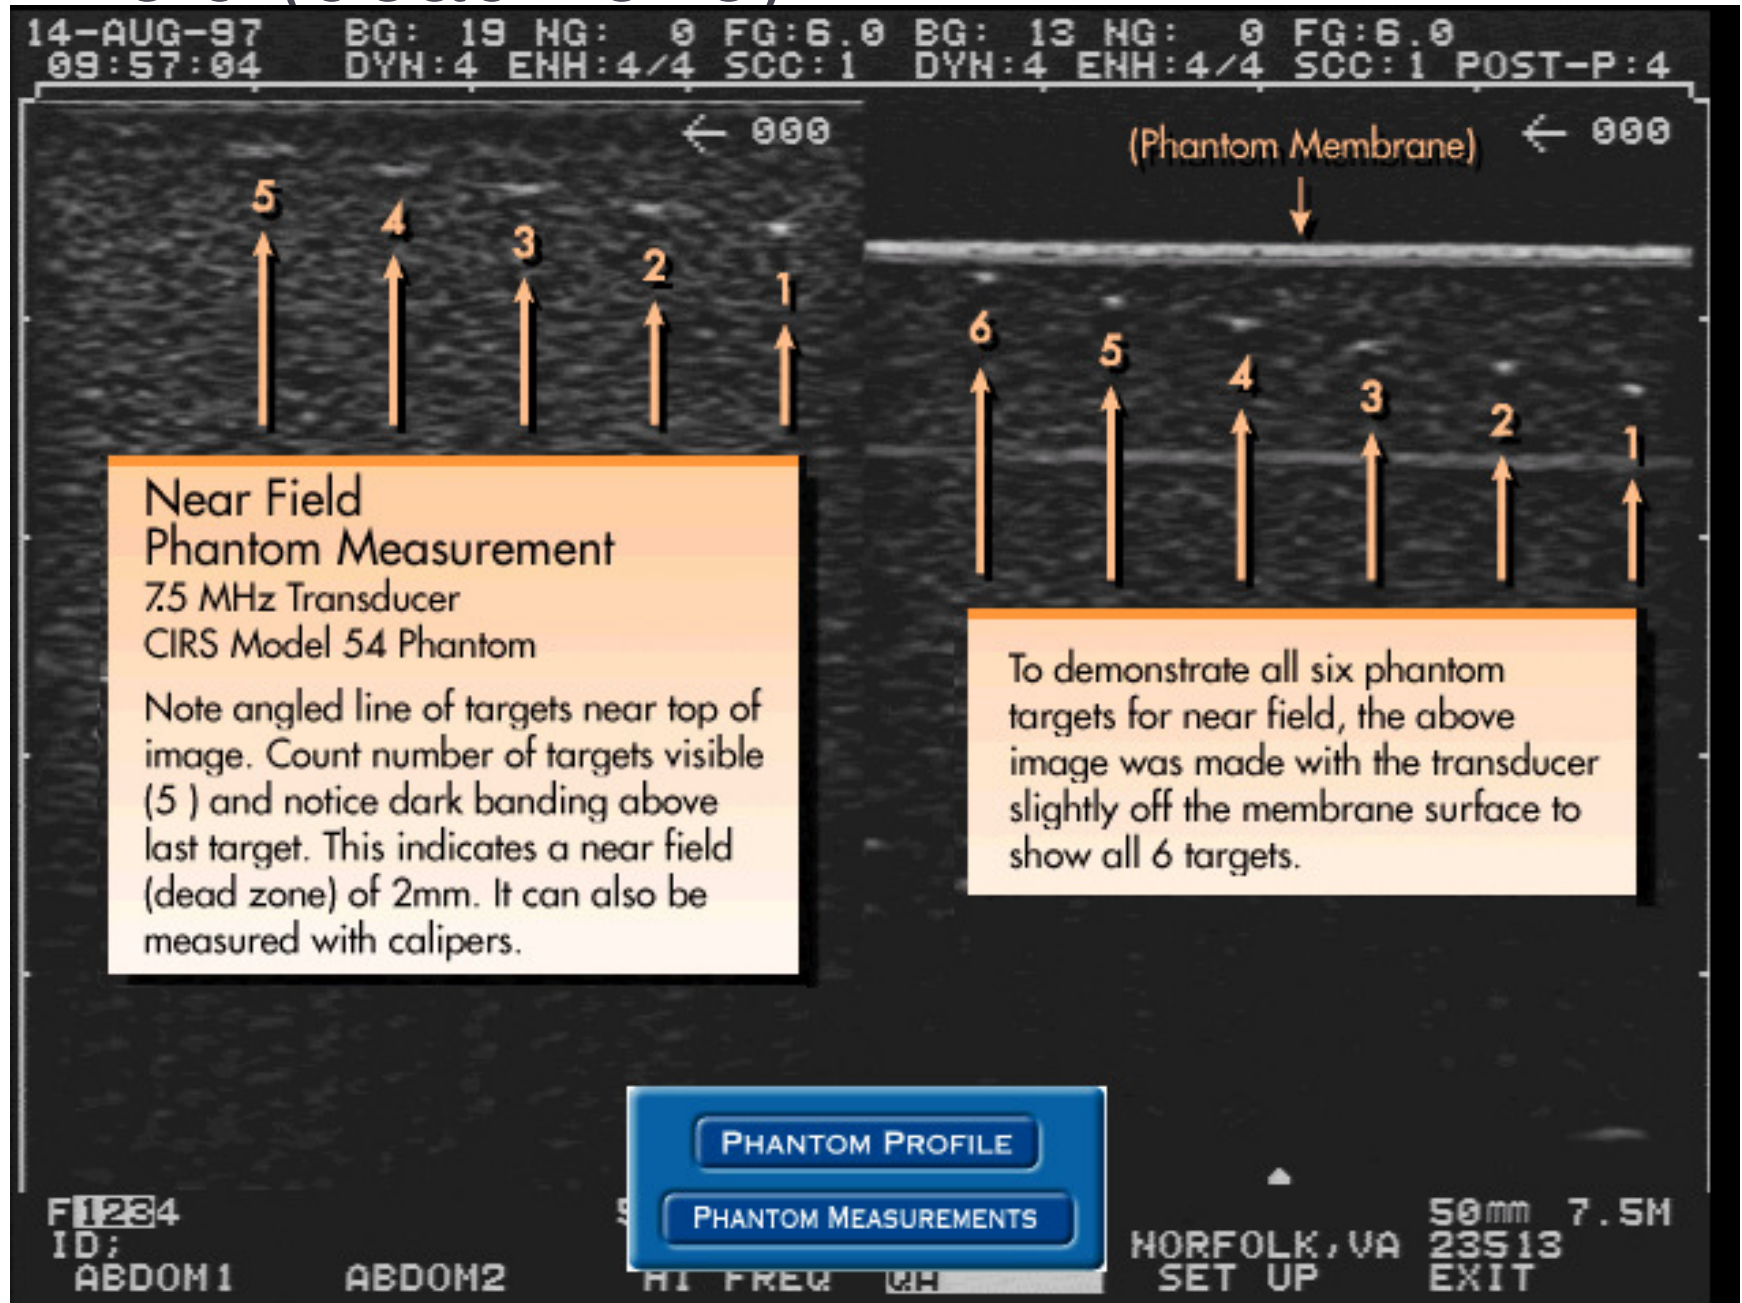 14-AUG-97 BG: 19 NG: 0 FG:6.0 BG: 13 NG: 0 FG:6.0
09:57:04 DYN:4 ENH:4/4 SCC:1 DYN:4 ENH:4/4 SCC:1 POST-P:4
← 000
(Phantom Membrane)
← 000
5
4
3
2
1
6
5
4
3
2
1
Near Field
Phantom Measurement
7.5 MHz Transducer
CIRS Model 54 Phantom
Note angled line of targets near top of
image. Count number of targets visible
(5 ) and notice dark banding above
last target. This indicates a near field
(dead zone) of 2mm. It can also be
measured with calipers.
To demonstrate all six phantom
targets for near field, the above
image was made with the transducer
slightly off the membrane surface to
show all 6 targets.
PHANTOM PROFILE
PHANTOM MEASUREMENTS
F1234
50mm 7.5M
ID;
NORFOLK,VA 23513
ABDOM1 ABDOM2 HI FREQ QA SET UP EXIT